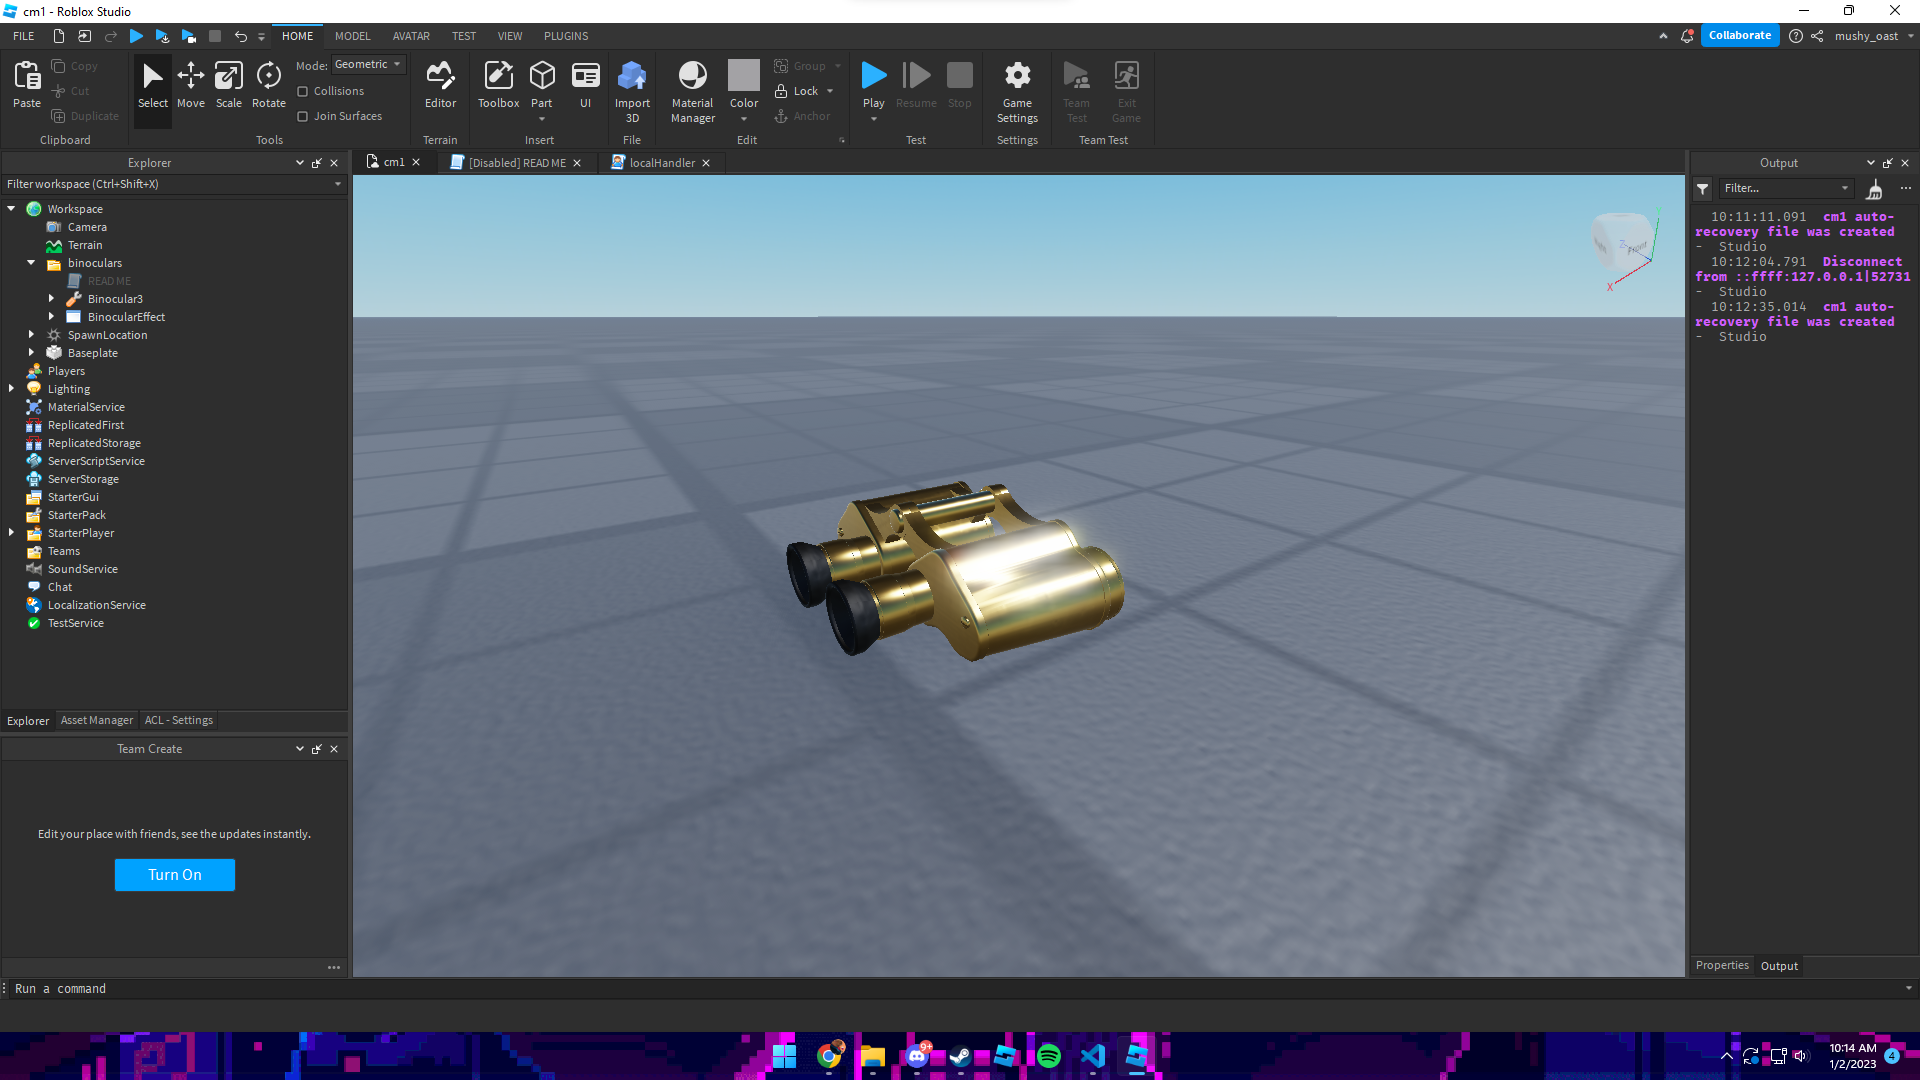 cm1 - Roblox Studio
FILE HOME MODEL AVATAR TEST VIEW PLUGINS Collaborate mushy_oast
Paste Copy Cut Duplicate Select Move Scale Rotate Mode: Geometric
Collisions
Join Surfaces
Editor Toolbox Part UI Import 3D Material Manager Color Group Lock Anchor Play Resume Stop Game Settings Team Test Exit Game
Clipboard Tools Terrain Insert File Edit Test Settings Team Test
Explorer
Filter workspace (Ctrl+Shift+X)
Workspace
Camera
Terrain
binoculars
README
Binocular3
BinocularEffect
SpawnLocation
Baseplate
Players
Lighting
MaterialService
ReplicatedFirst
ReplicatedStorage
ServerScriptService
ServerStorage
StarterGui
StarterPack
StarterPlayer
Teams
SoundService
Chat
LocalizationService
TestService
Explorer Asset Manager ACL - Settings
Team Create
Edit your place with friends, see the updates instantly.
Turn On
cm1 [Disabled] README localHandler
Front
Z
X
Output
Filter...
10:11:11.091 cm1 auto-
recovery file was created
- Studio
10:12:04.791 Disconnect
from ::ffff:127.0.0.1|52731
- Studio
10:12:35.014 cm1 auto-
recovery file was created
- Studio
Properties Output
Run a command
9+
10:14 AM
1/2/2023
4